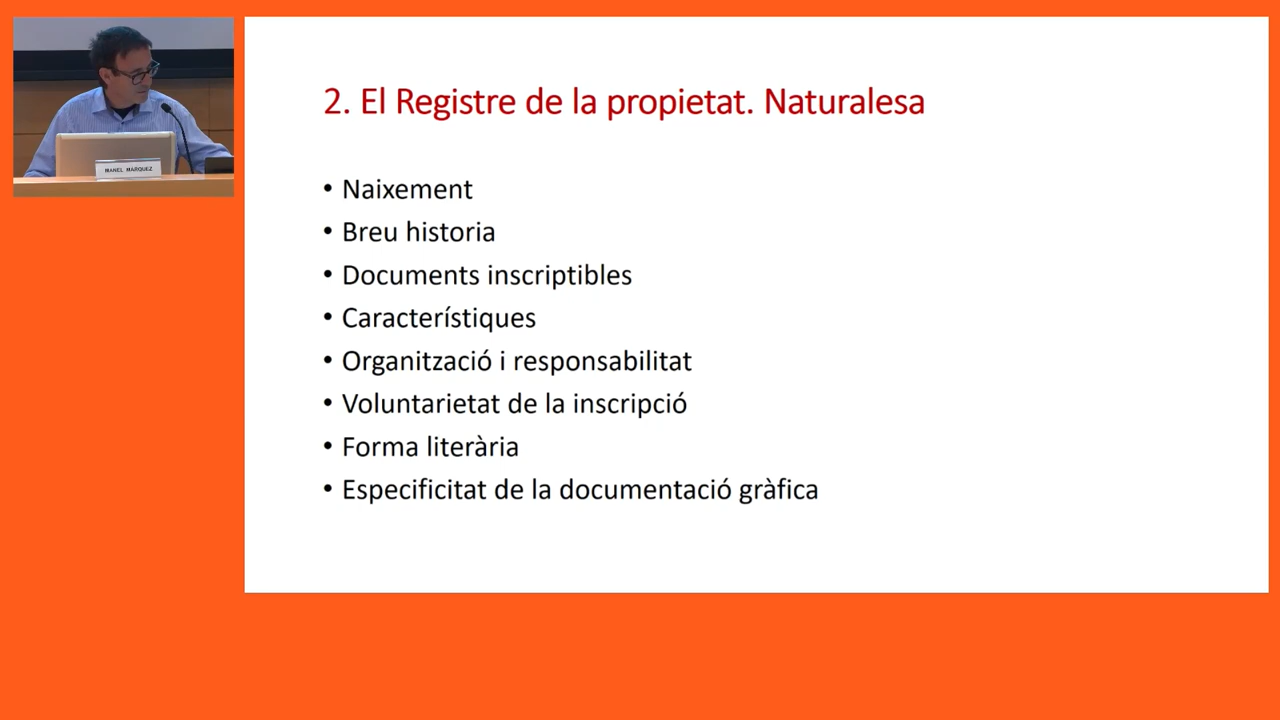 MANEL MARQUEZ
2. El Registre de la propietat. Naturalesa
• Naixement
• Breu historia
• Documents inscriptibles
• Característiques
• Organització i responsabilitat
• Voluntarietat de la inscripció
• Forma literària
• Especificitat de la documentació gràfica